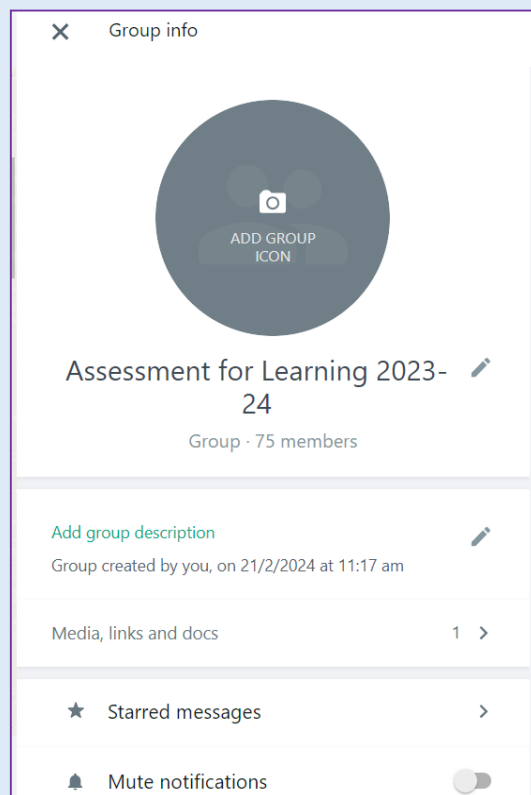 Group info
ADD GROUP
ICON
Assessment for Learning 2023-
24
Group · 75 members
Add group description
Group created by you, on 21/2/2024 at 11:17 am
Media, links and docs 1
Starred messages
Mute notifications